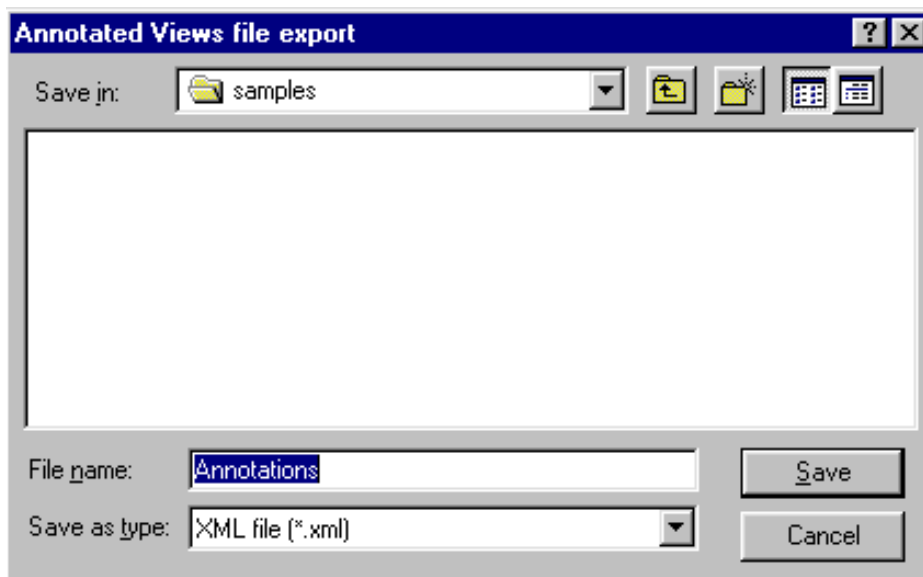 Annotated Views file export
Save in: samples
File name: Annotations Save
Save as type: XML file (*.xml) Cancel